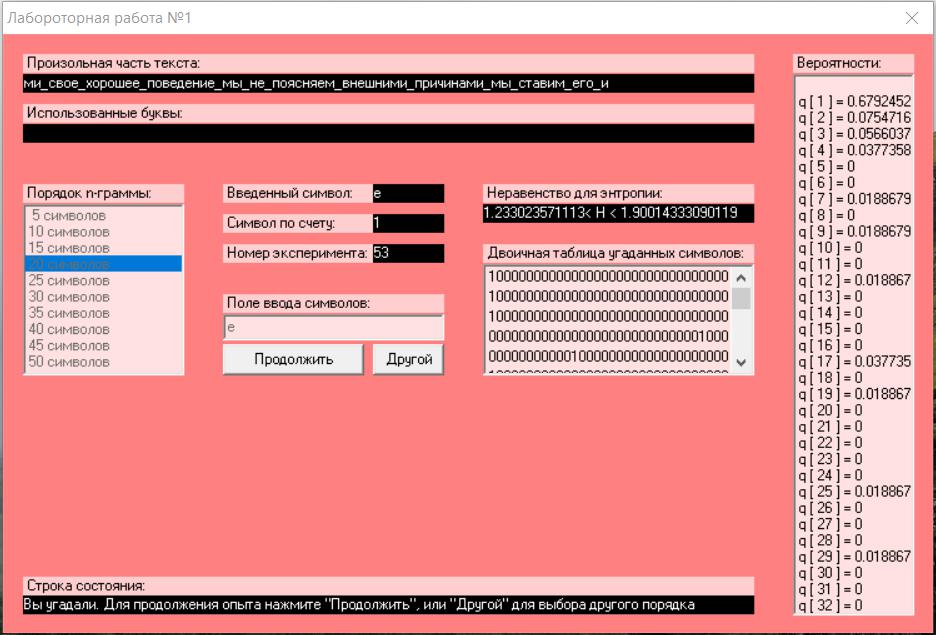 Лабороторная работа №1
Произольная часть текста:
ми_свое_хорошее_поведение_мы_не_поясняем_внешними_причинами_мы_ставим_его_и
Использованные буквы:
Порядок n-граммы:
5 символов
10 символов
15 символов
20 символов
25 символов
30 символов
35 символов
40 символов
45 символов
50 символов
Введенный символ: е
Символ по счету: 1
Номер эксперимента: 53
Поле ввода символов:
е
Продолжить
Другой
Неравенство для энтропии:
1.233023571113< H < 1.90014333090119
Двоичная таблица угаданных символов:
10000000000000000000000000000000
10000000000000000000000000000000
10000000000000000000000000000000
00000000000000000000000000001000
00000000000100000000000000000000
Вероятности:
q [ 1 ] = 0.6792452
q [ 2 ] = 0.0754716
q [ 3 ] = 0.0566037
q [ 4 ] = 0.0377358
q [ 5 ] = 0
q [ 6 ] = 0
q [ 7 ] = 0.0188679
q [ 8 ] = 0
q [ 9 ] = 0.0188679
q [ 10 ] = 0
q [ 11 ] = 0
q [ 12 ] = 0.018867
q [ 13 ] = 0
q [ 14 ] = 0
q [ 15 ] = 0
q [ 16 ] = 0
q [ 17 ] = 0.037735
q [ 18 ] = 0
q [ 19 ] = 0.018867
q [ 20 ] = 0
q [ 21 ] = 0
q [ 22 ] = 0
q [ 23 ] = 0
q [ 24 ] = 0
q [ 25 ] = 0.018867
q [ 26 ] = 0
q [ 27 ] = 0
q [ 28 ] = 0
q [ 29 ] = 0.018867
q [ 30 ] = 0
q [ 31 ] = 0
q [ 32 ] = 0
Строка состояния:
Вы угадали. Для продолжения опыта нажмите "Продолжить", или "Другой" для выбора другого порядка